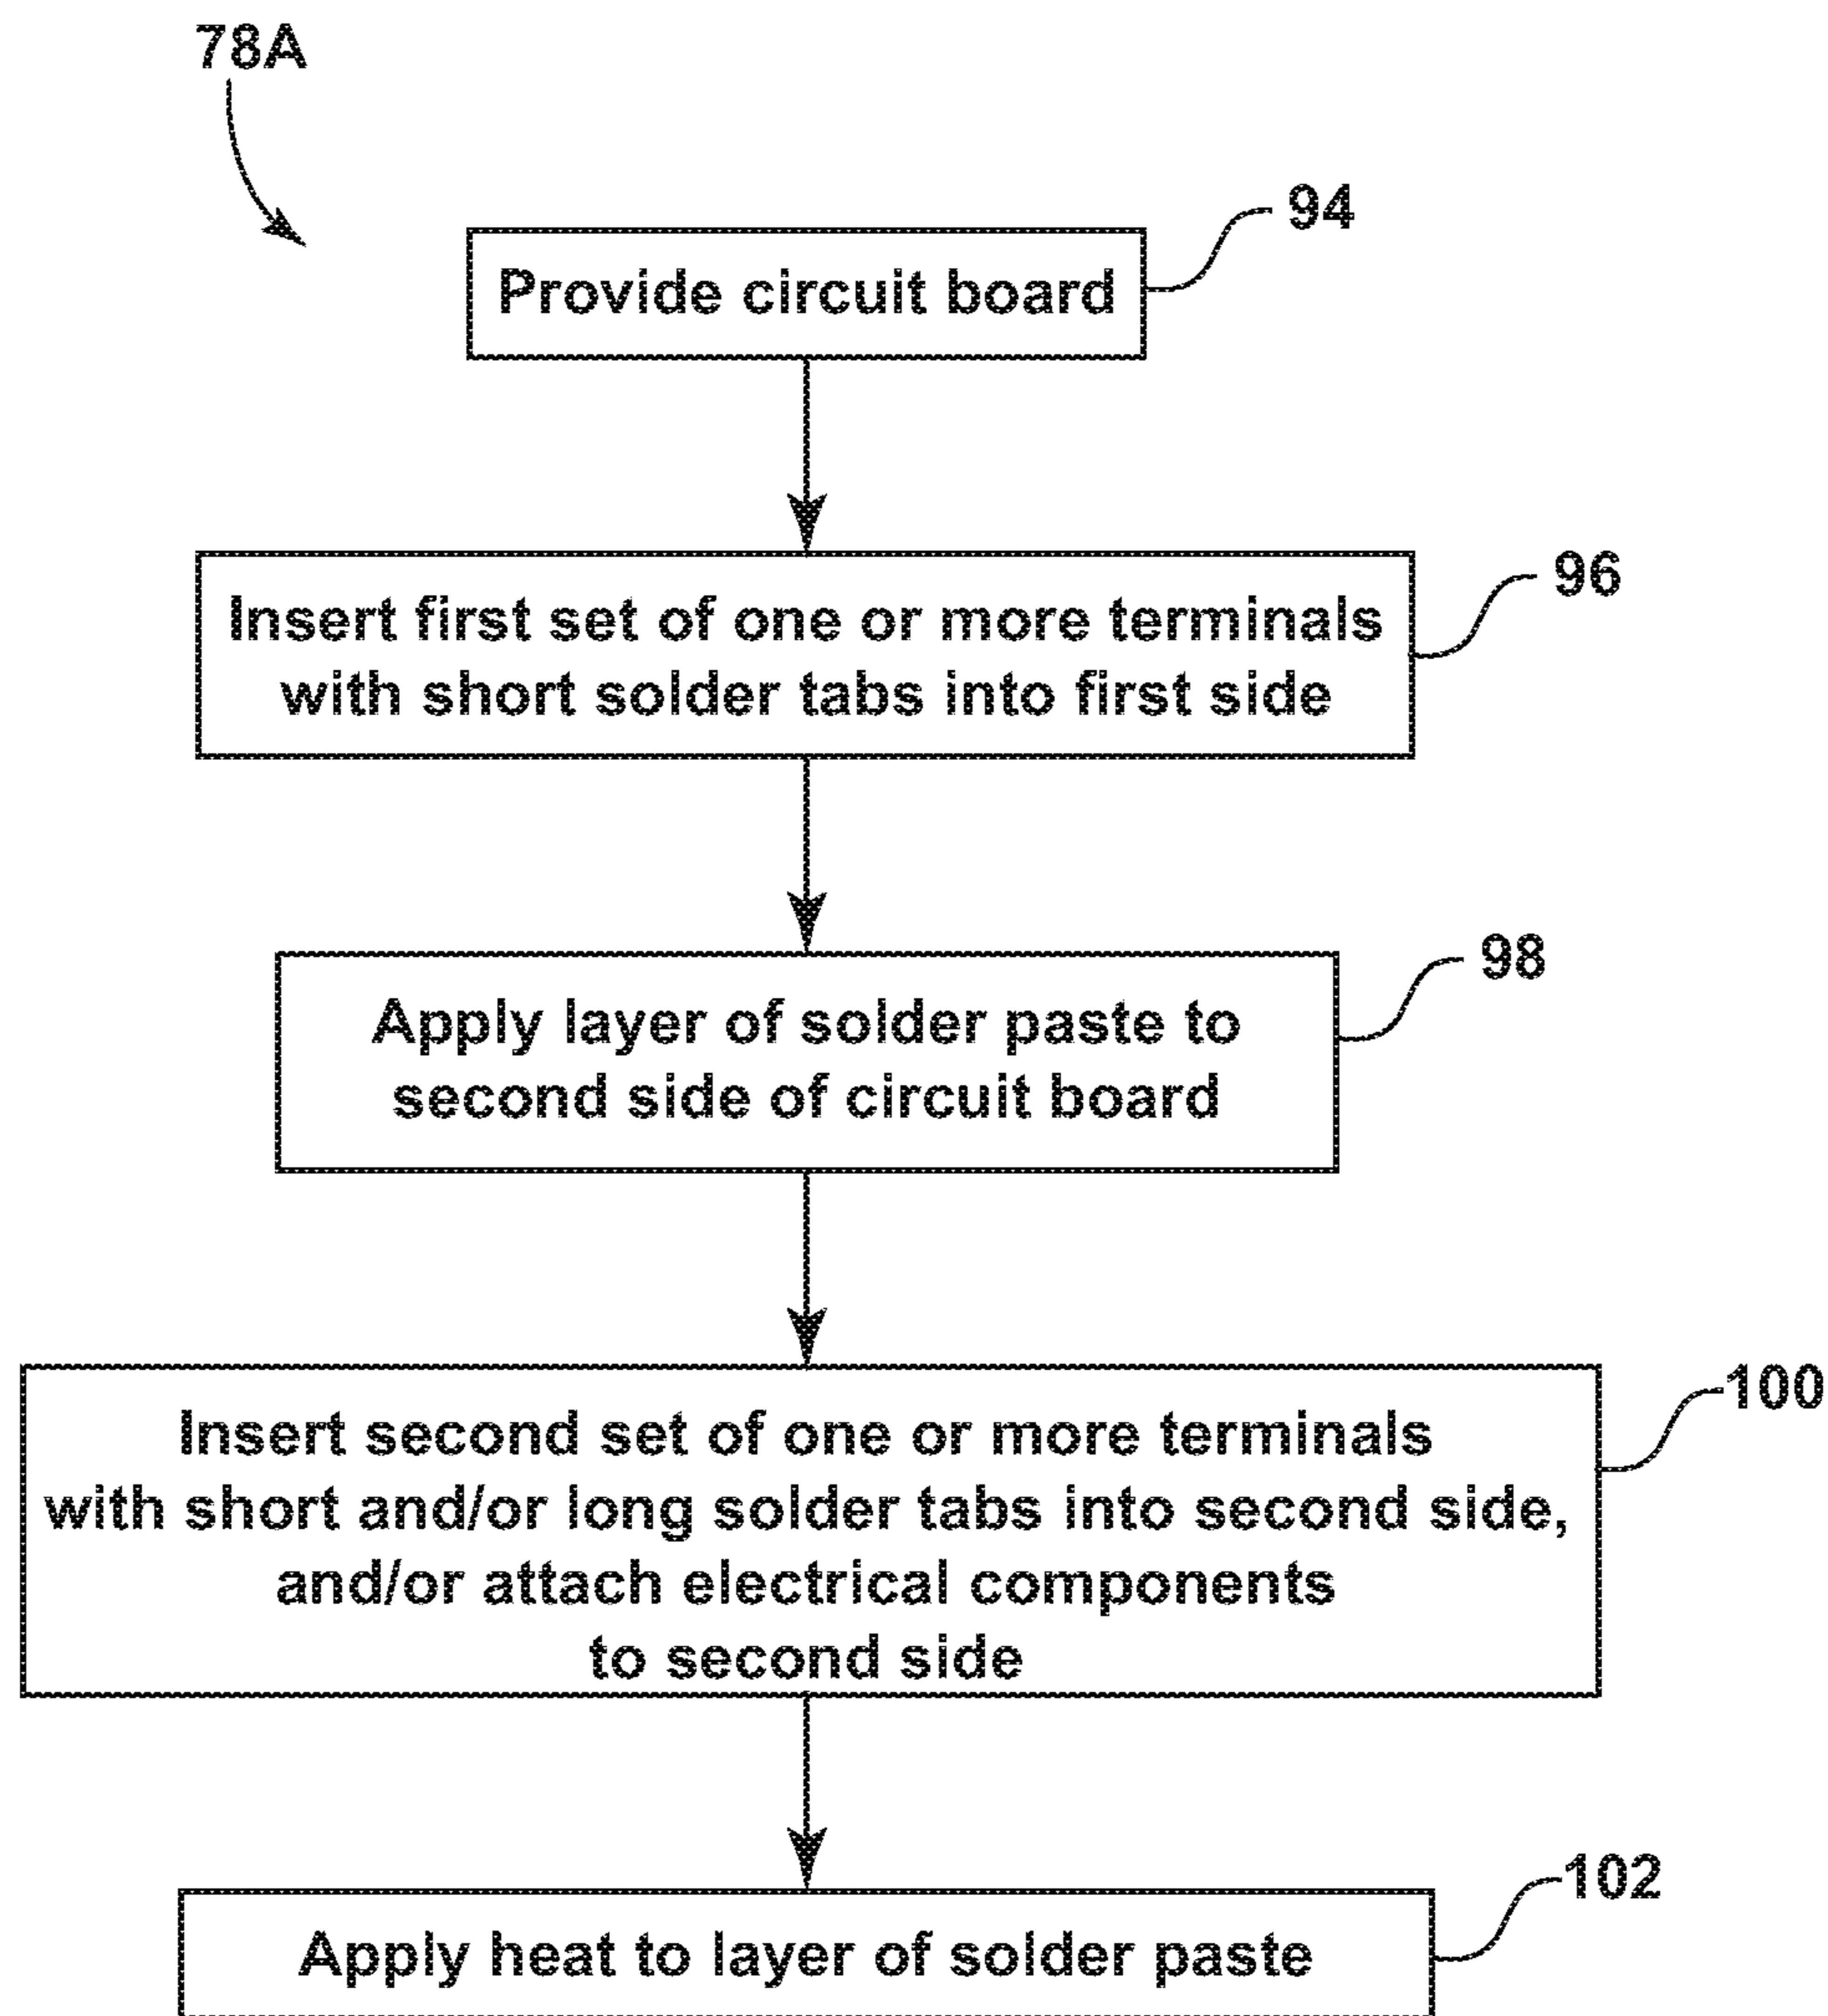 78A
94
Provide circuit board
96
Insert first set of one or more terminals
with short solder tabs into first side
98
Apply layer of solder paste to
second side of circuit board
100
Insert second set of one or more terminals
with short and/or long solder tabs into second side,
and/or attach electrical components
to second side
102
Apply heat to layer of solder paste